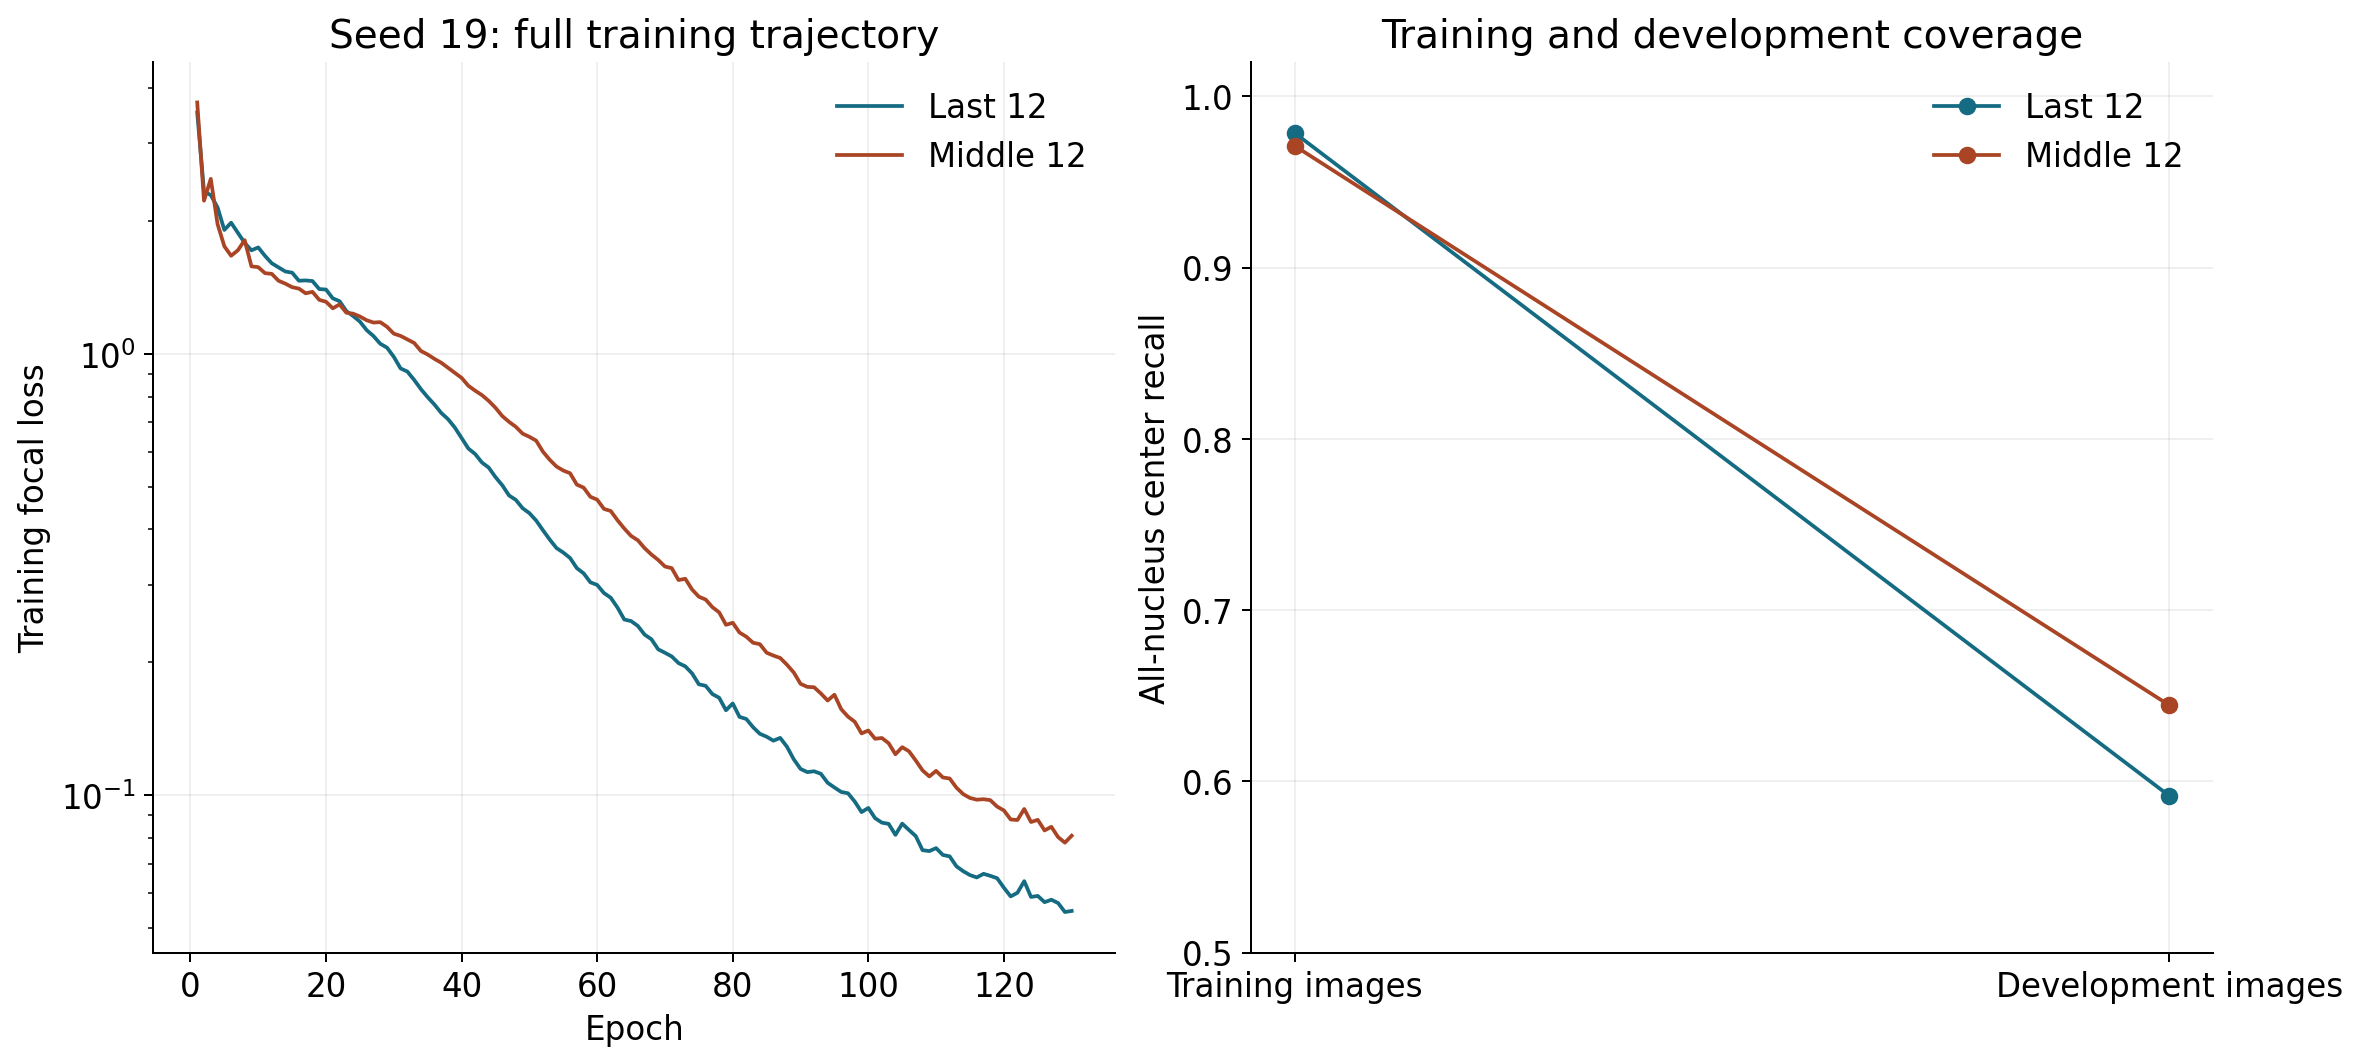 Seed 19: full training trajectory
Last 12
Middle 12
Training focal loss
10⁰
10⁻¹
0 20 40 60 80 100 120
Epoch
Training and development coverage
Last 12
Middle 12
All-nucleus center recall
1.0
0.9
0.8
0.7
0.6
0.5
Training images Development images